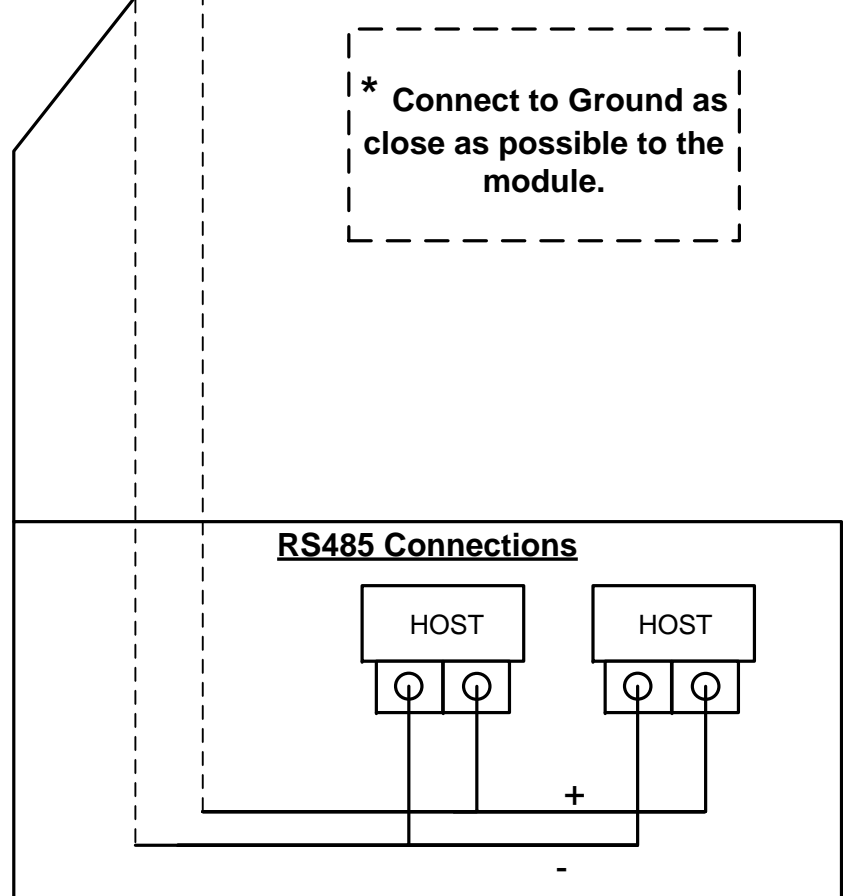 * Connect to Ground as
close as possible to the
module.
RS485 Connections
HOST HOST
+
-